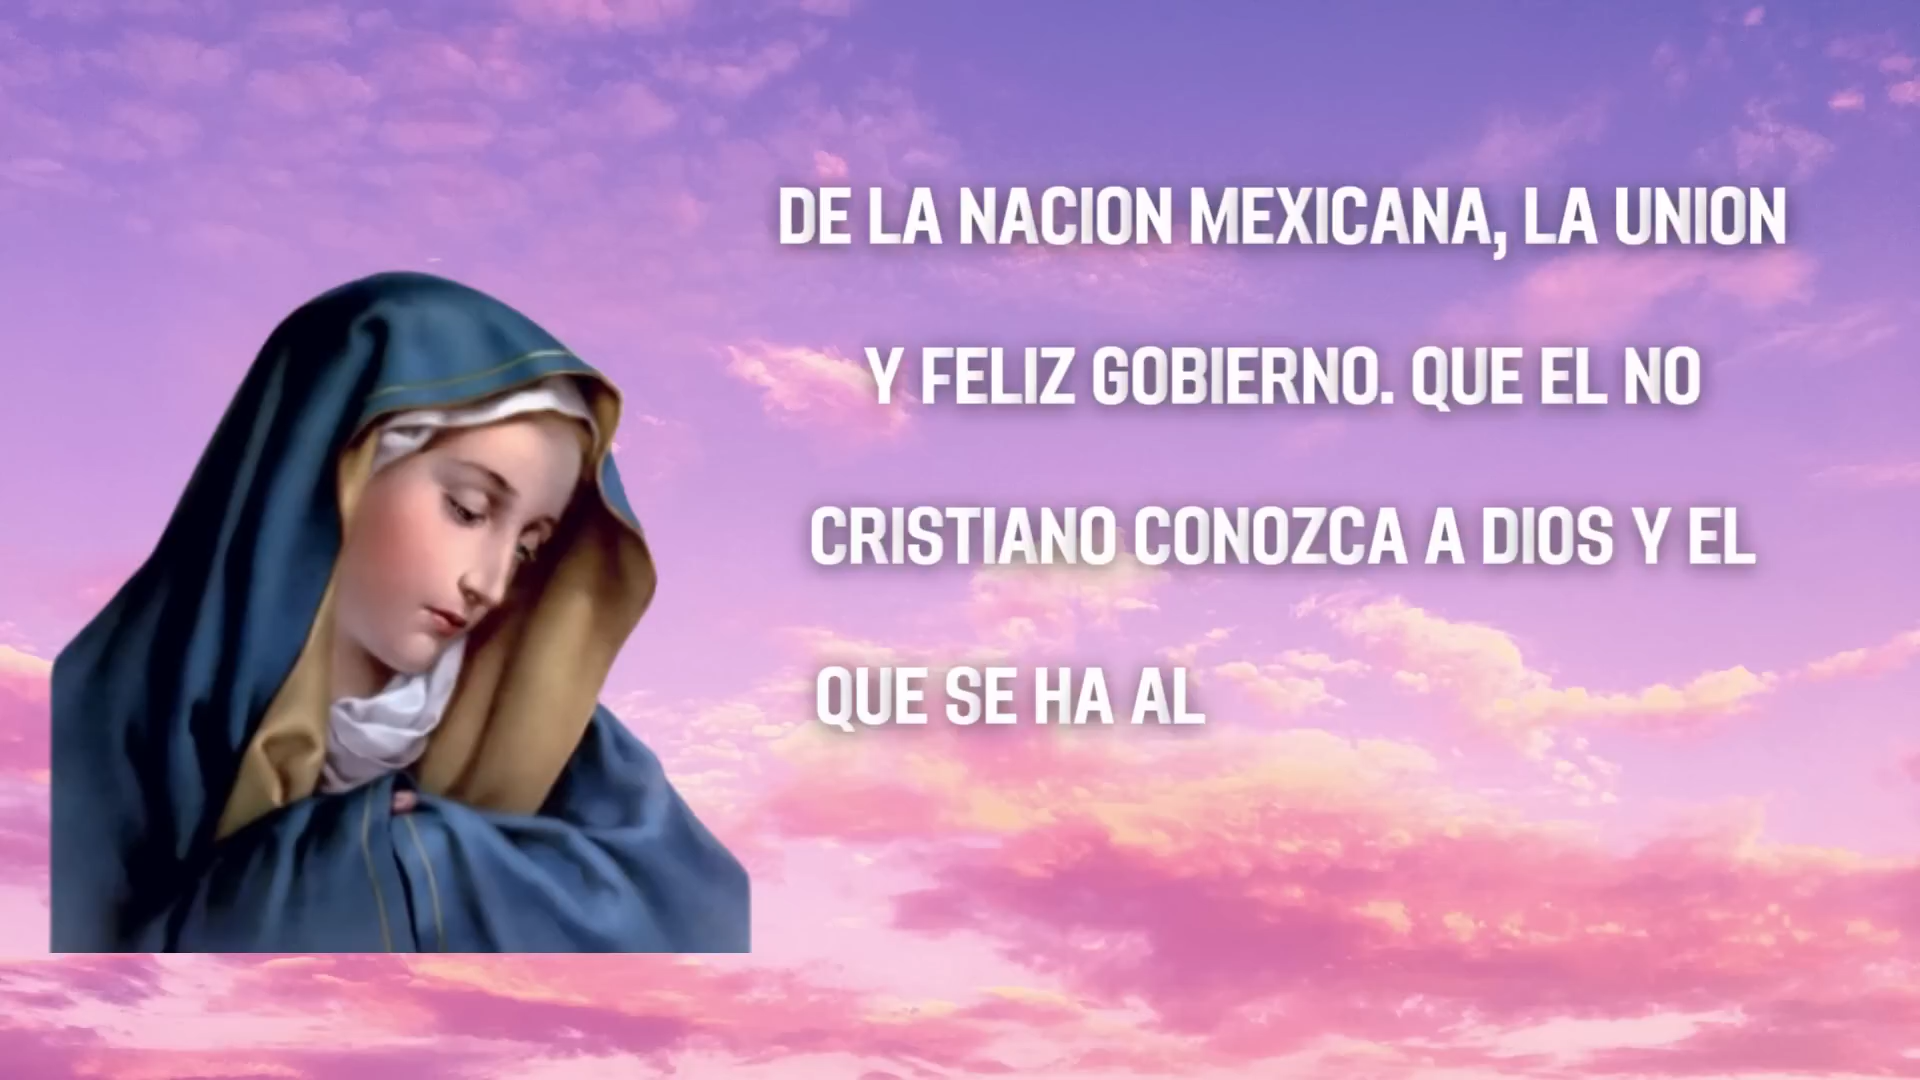 DE LA NACION MEXICANA, LA UNION
Y FELIZ GOBIERNO. QUE EL NO
CRISTIANO CONOZCA A DIOS Y EL
QUE SE HA AL